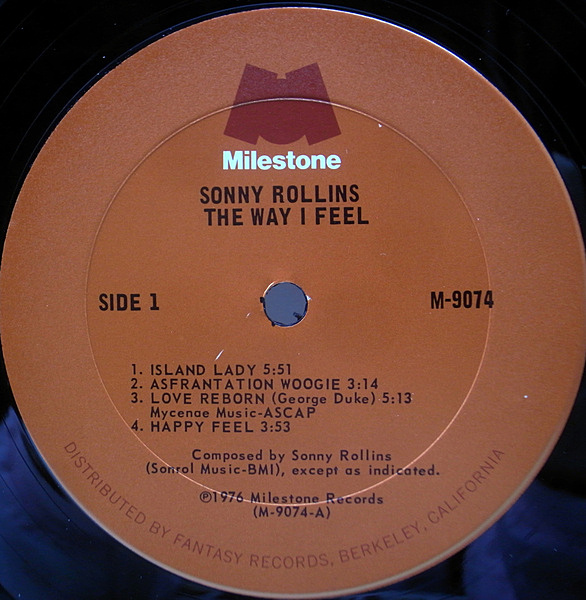 Milestone
SONNY ROLLINS
THE WAY I FEEL
SIDE 1
M-9074
1. ISLAND LADY 5:51
2. ASFRANTATION WOOGIE 3:14
3. LOVE REBORN (George Duke) 5:13
Mycenae Music-ASCAP
4. HAPPY FEEL 3:53
Composed by Sonny Rollins
(Sonrol Music-BMI), except as indicated.
℗1976 Milestone Records
(M-9074-A)
DISTRIBUTED BY FANTASY RECORDS, BERKELEY, CALIFORNIA